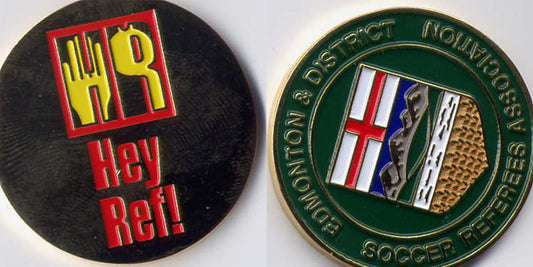 HR
Hey
Ref!
EDMONTON & DISTRICT
SOCCER REFEREES ASSOCIATION